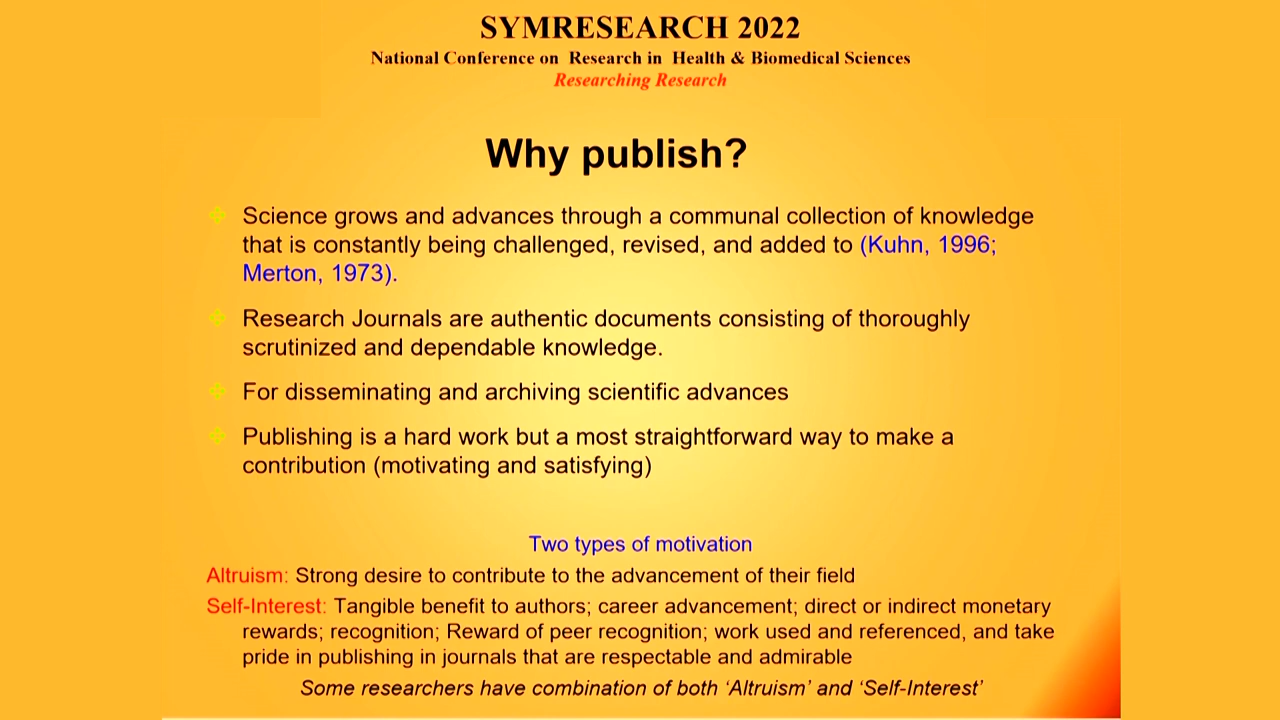 SYMRESEARCH 2022
National Conference on Research in Health & Biomedical Sciences
Researching Research
Why publish?
Science grows and advances through a communal collection of knowledge
that is constantly being challenged, revised, and added to (Kuhn, 1996;
Merton, 1973).
Research Journals are authentic documents consisting of thoroughly
scrutinized and dependable knowledge.
For disseminating and archiving scientific advances
Publishing is a hard work but a most straightforward way to make a
contribution (motivating and satisfying)
Two types of motivation
Altruism: Strong desire to contribute to the advancement of their field
Self-Interest: Tangible benefit to authors; career advancement; direct or indirect monetary
rewards; recognition; Reward of peer recognition; work used and referenced, and take
pride in publishing in journals that are respectable and admirable
Some researchers have combination of both ‘Altruism’ and ‘Self-Interest’